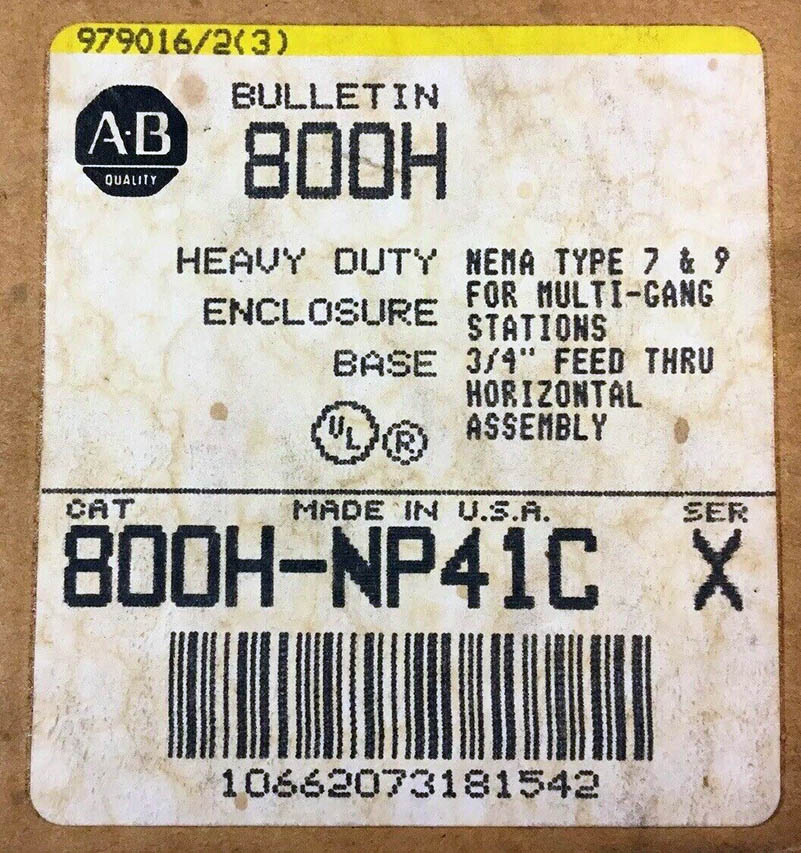 979016/2(3)
A·B
QUALITY
BULLETIN
800H
HEAVY DUTY
ENCLOSURE
BASE
NEMA TYPE 7 & 9
FOR MULTI-GANG
STATIONS
3/4" FEED THRU
HORIZONTAL
ASSEMBLY
UL ®
CAT MADE IN U.S.A. SER
800H-NP41C X
10662073181542